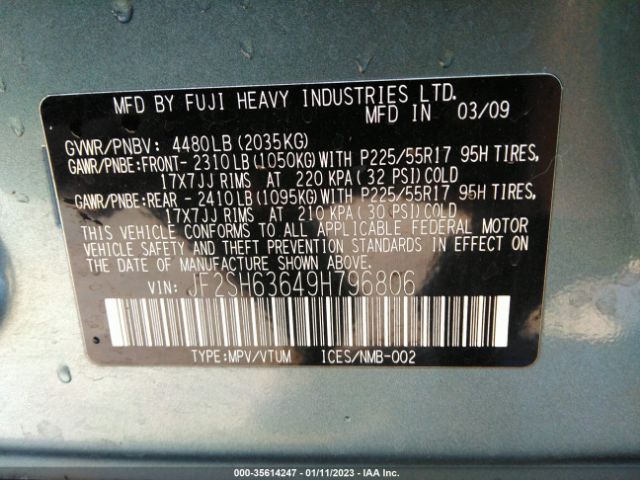 MFD BY FUJI HEAVY INDUSTRIES LTD.
MFD IN 03/09
GVWR/PNBV: 4480LB (2035KG)
GAWR/PNBE:FRONT- 2310 LB (1050KG) WITH P225/55R17 95H TIRES,
17X7JJ RIMS AT 220 KPA ( 32 PSI) COLD
GAWR/PNBE:REAR - 2410 LB (1095KG) WITH P225/55R17 95H TIRES,
17X7JJ RIMS AT 210 KPA ( 30 PSI) COLD
THIS VEHICLE CONFORMS TO ALL APPLICABLE FEDERAL MOTOR
VEHICLE SAFETY AND THEFT PREVENTION STANDARDS IN EFFECT ON
THE DATE OF MANUFACTURE SHOWN ABOVE.
VIN: JF2SH63649H796806
TYPE:MPV/VTUM ICES/NMB-002
000-35614247 - 01/11/2023 - IAA Inc.